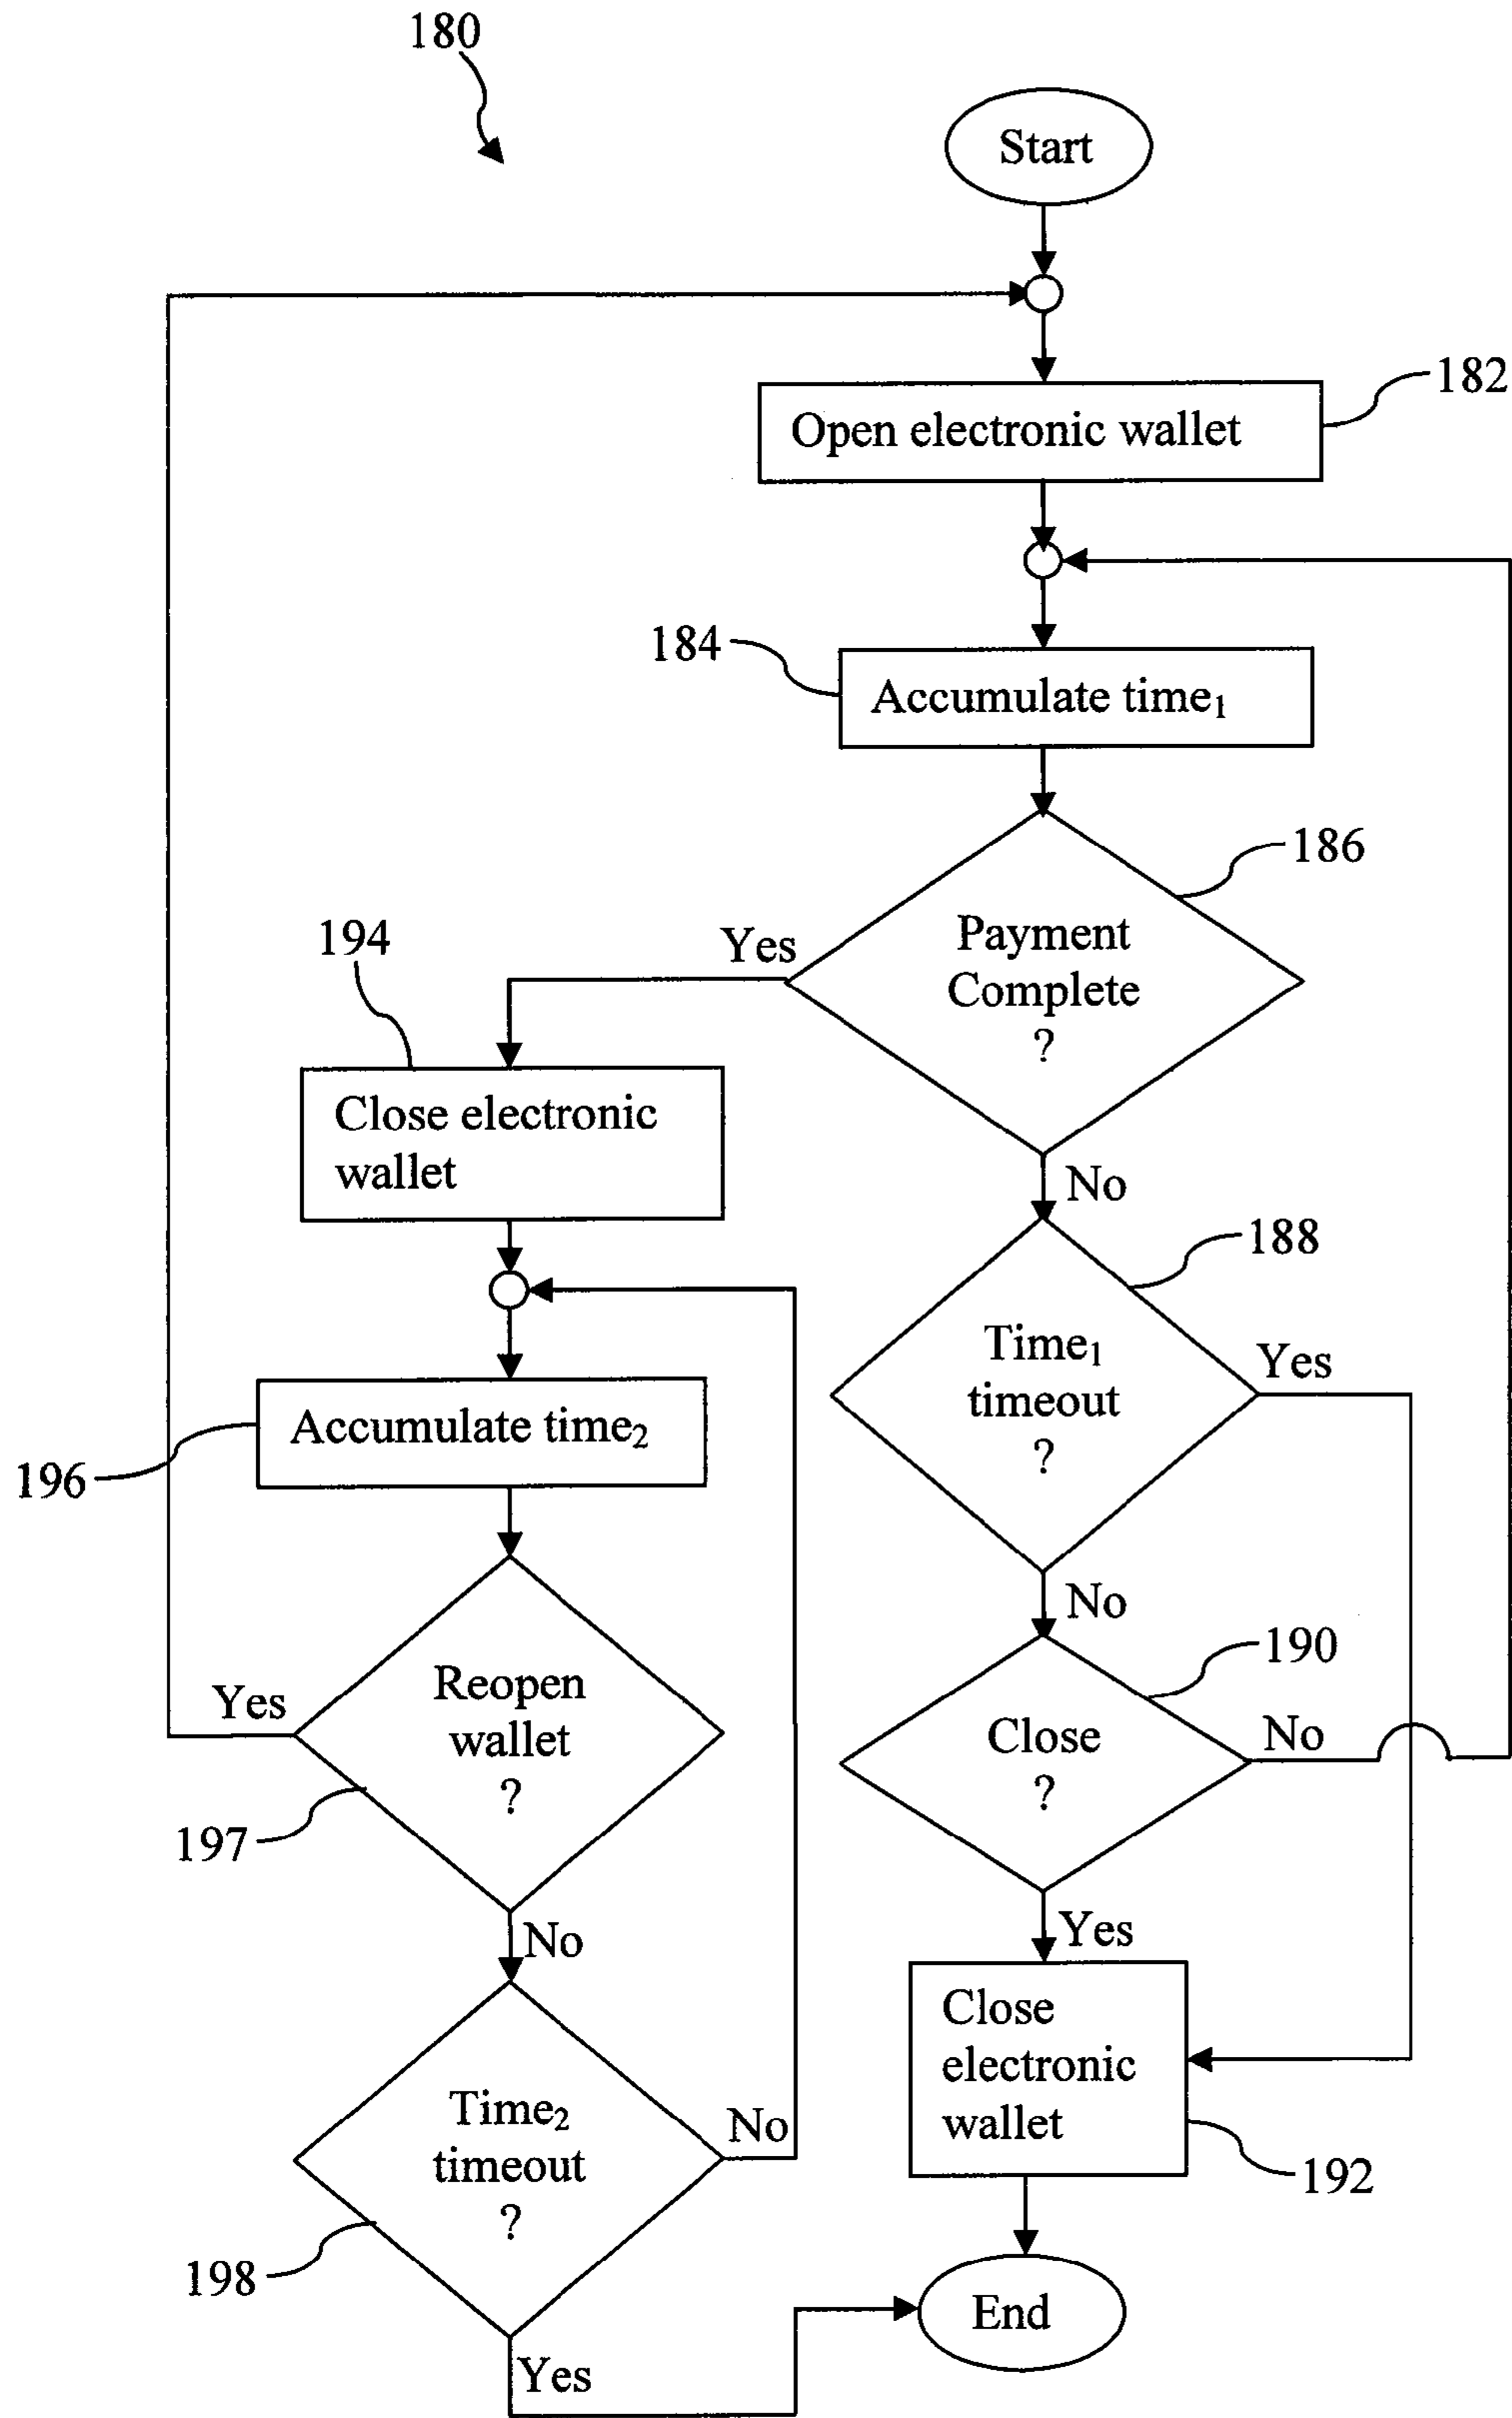 180
Start
182
Open electronic wallet
184
Accumulate time₁
186
Payment
Complete
?
Yes
No
194
Close electronic
wallet
188
Time₁
timeout
?
Yes
No
196
Accumulate time₂
190
Close
?
No
Yes
Reopen
wallet
?
Yes
197
No
Close
electronic
wallet
192
Time₂
timeout
?
No
198
Yes
End